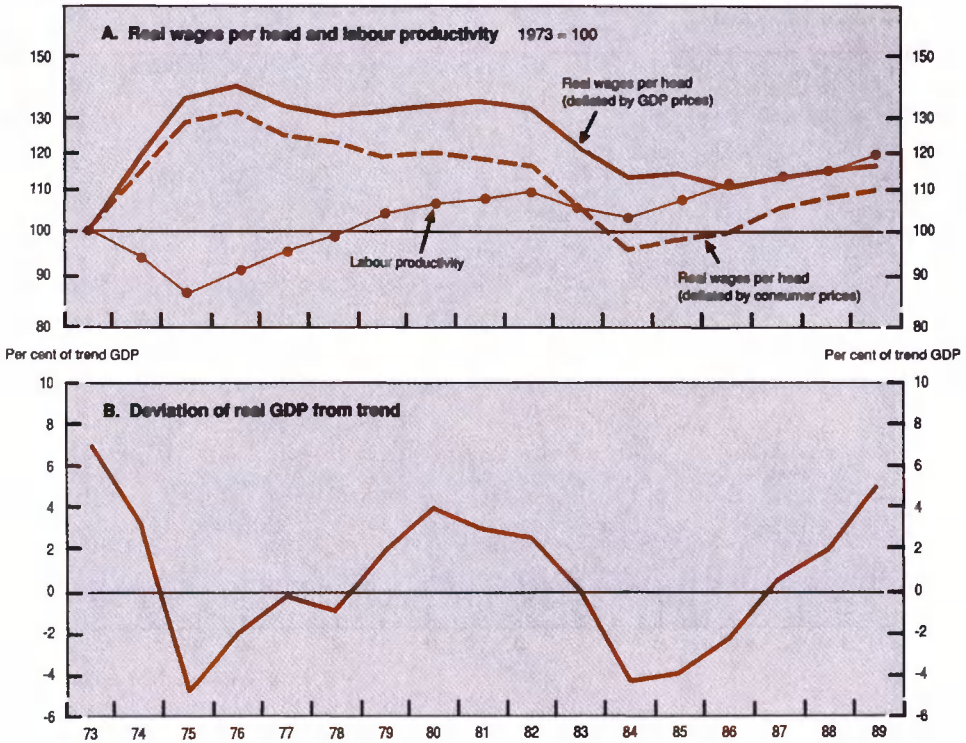 A. Real wages per head and labour productivity 1973 = 100
150 150
Real wages per head
(deflated by GDP prices)
130 130
120 120
110 110
100 100
Labour productivity
90 90
Real wages per head
(deflated by consumer prices)
80 80
Per cent of trend GDP Per cent of trend GDP
10 10
B. Deviation of real GDP from trend
8 8
6 6
4 4
2 2
0 0
-2 -2
-4 -4
-6 -6
73 74 75 76 77 78 79 80 81 82 83 84 85 86 87 88 89